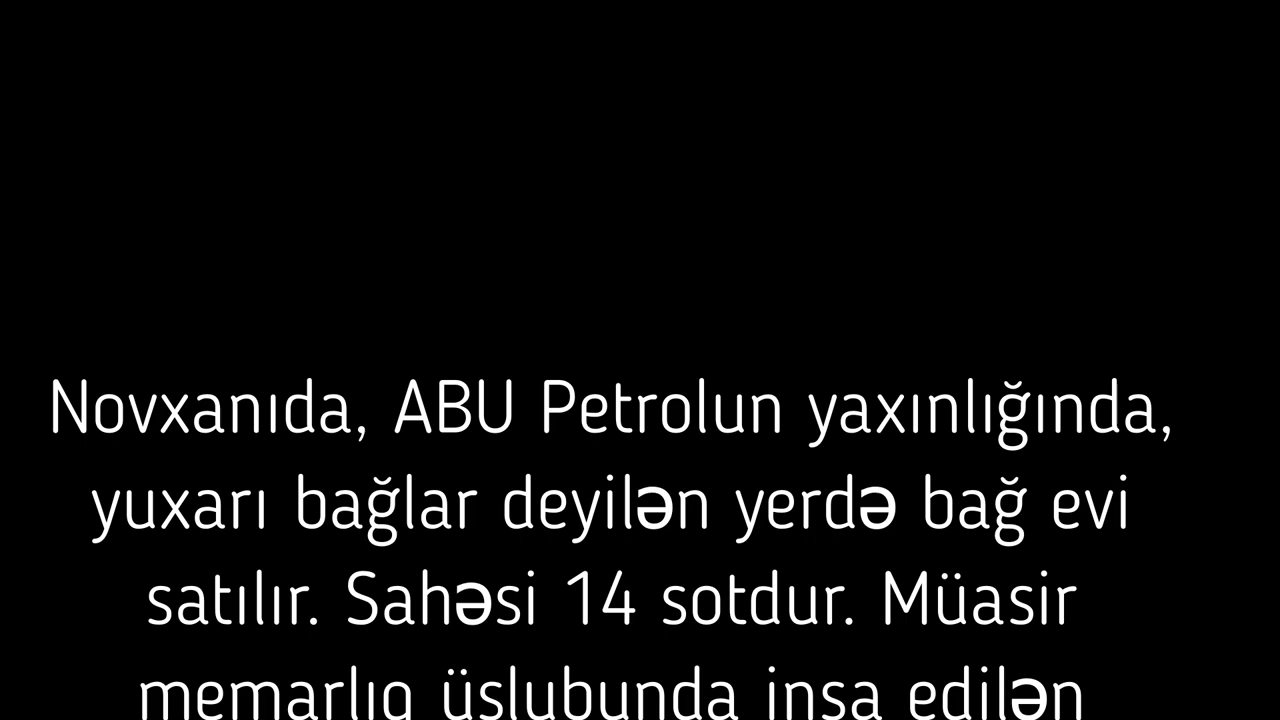 Novxanıda, ABU Petrolun yaxınlığında,
yuxarı bağlar deyilən yerdə bağ evi
satılır. Sahəsi 14 sotdur. Müasir
memarlıq üslubunda inşa edilən